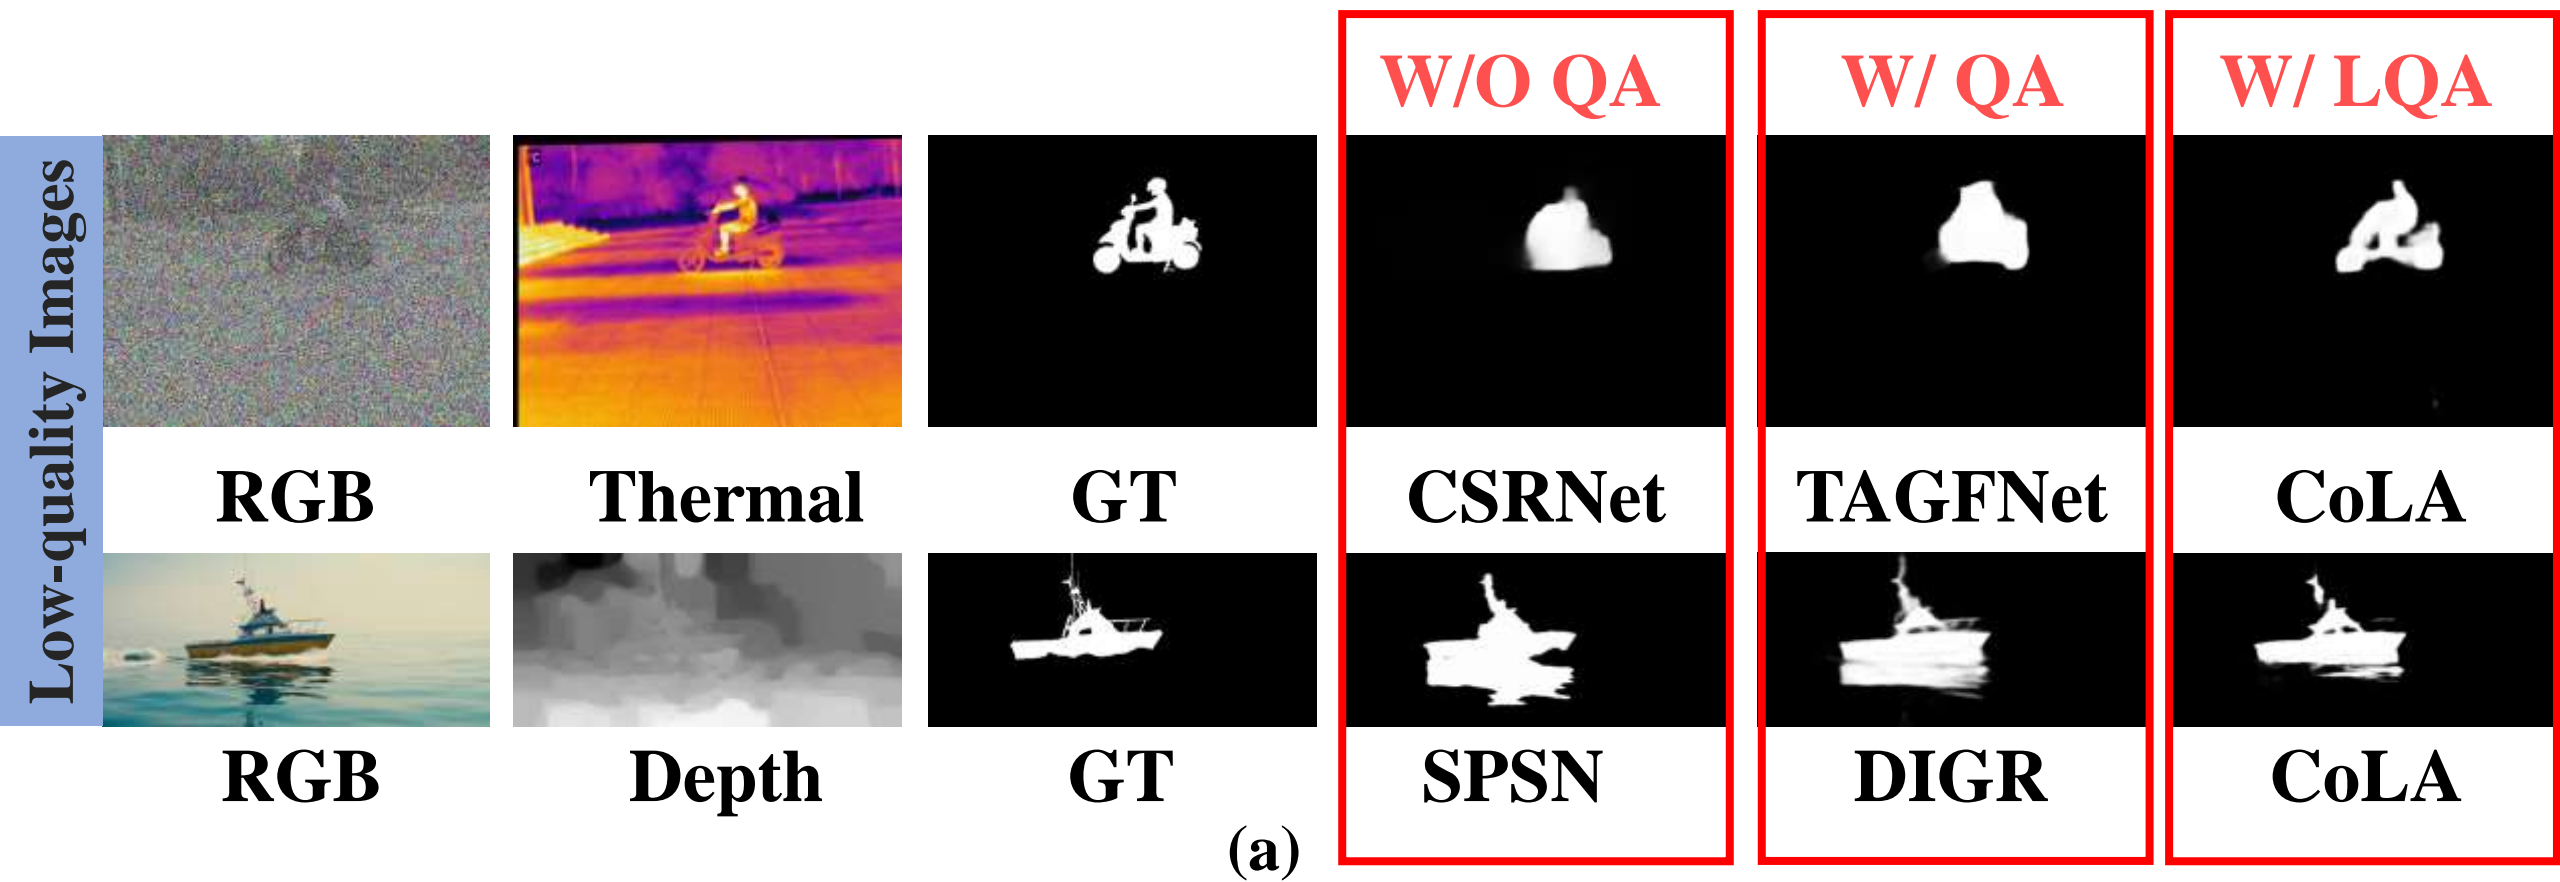 W/O QA
W/ QA
W/ LQA
Low-quality Images
RGB
Thermal
GT
CSRNet
TAGFNet
CoLA
RGB
Depth
GT
SPSN
DIGR
CoLA
(a)